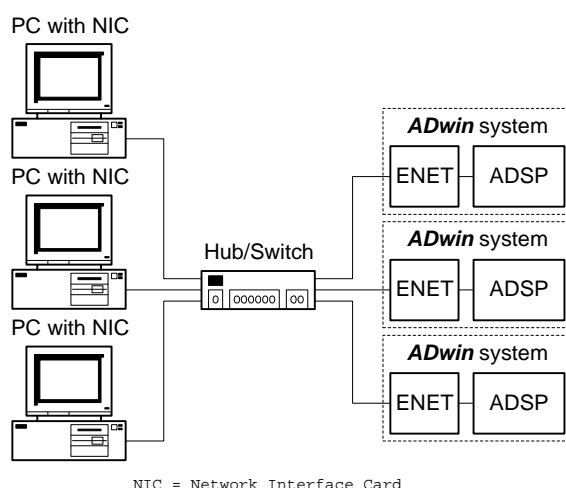 PC with NIC
PC with NIC
PC with NIC
Hub/Switch
ADwin system
ENET
ADSP
ADwin system
ENET
ADSP
ADwin system
ENET
ADSP
NIC = Network Interface Card